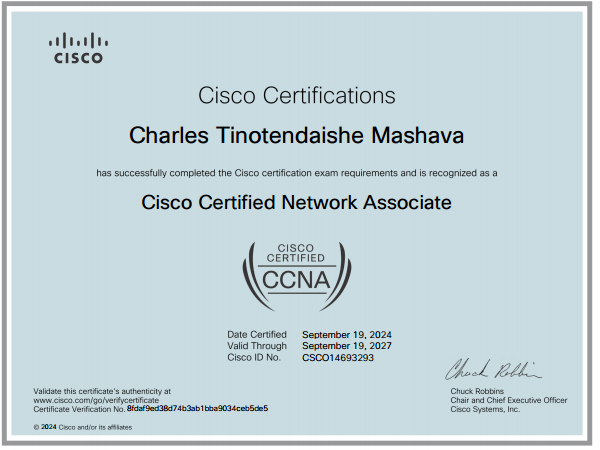 CISCO
Cisco Certifications
Charles Tinotendaishe Mashava
has successfully completed the Cisco certification exam requirements and is recognized as a
Cisco Certified Network Associate
CISCO
CERTIFIED
CCNA
Date Certified September 19, 2024
Valid Through September 19, 2027
Cisco ID No. CSCO14693293
Chuck Robbins
Validate this certificate's authenticity at
www.cisco.com/go/verifycertificate
Certificate Verification No. 8fdaf9ed38d74b3ab1bba9034ceb5de5
Chuck Robbins
Chair and Chief Executive Officer
Cisco Systems, Inc.
© 2024 Cisco and/or its affiliates